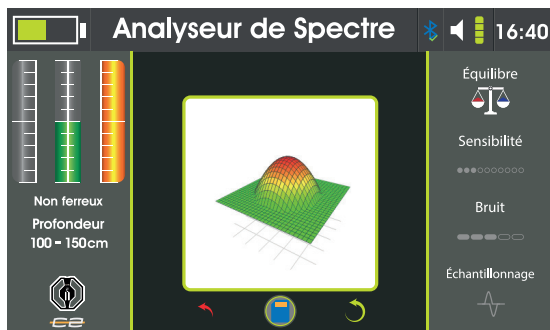 Analyseur de Spectre
16:40
Non ferreux
Profondeur
100 - 150cm
Équilibre
Sensibilité
Bruit
Échantillonnage